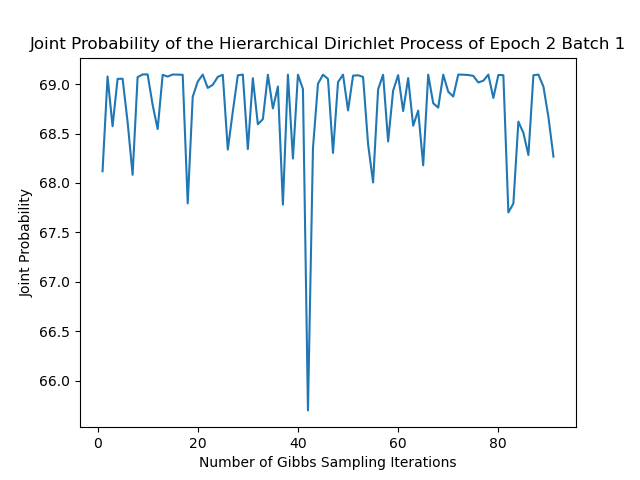 Joint Probability of the Hierarchical Dirichlet Process of Epoch 2 Batch 1
69.0
68.5
68.0
67.5
67.0
66.5
66.0
Joint Probability
0 20 40 60 80
Number of Gibbs Sampling Iterations